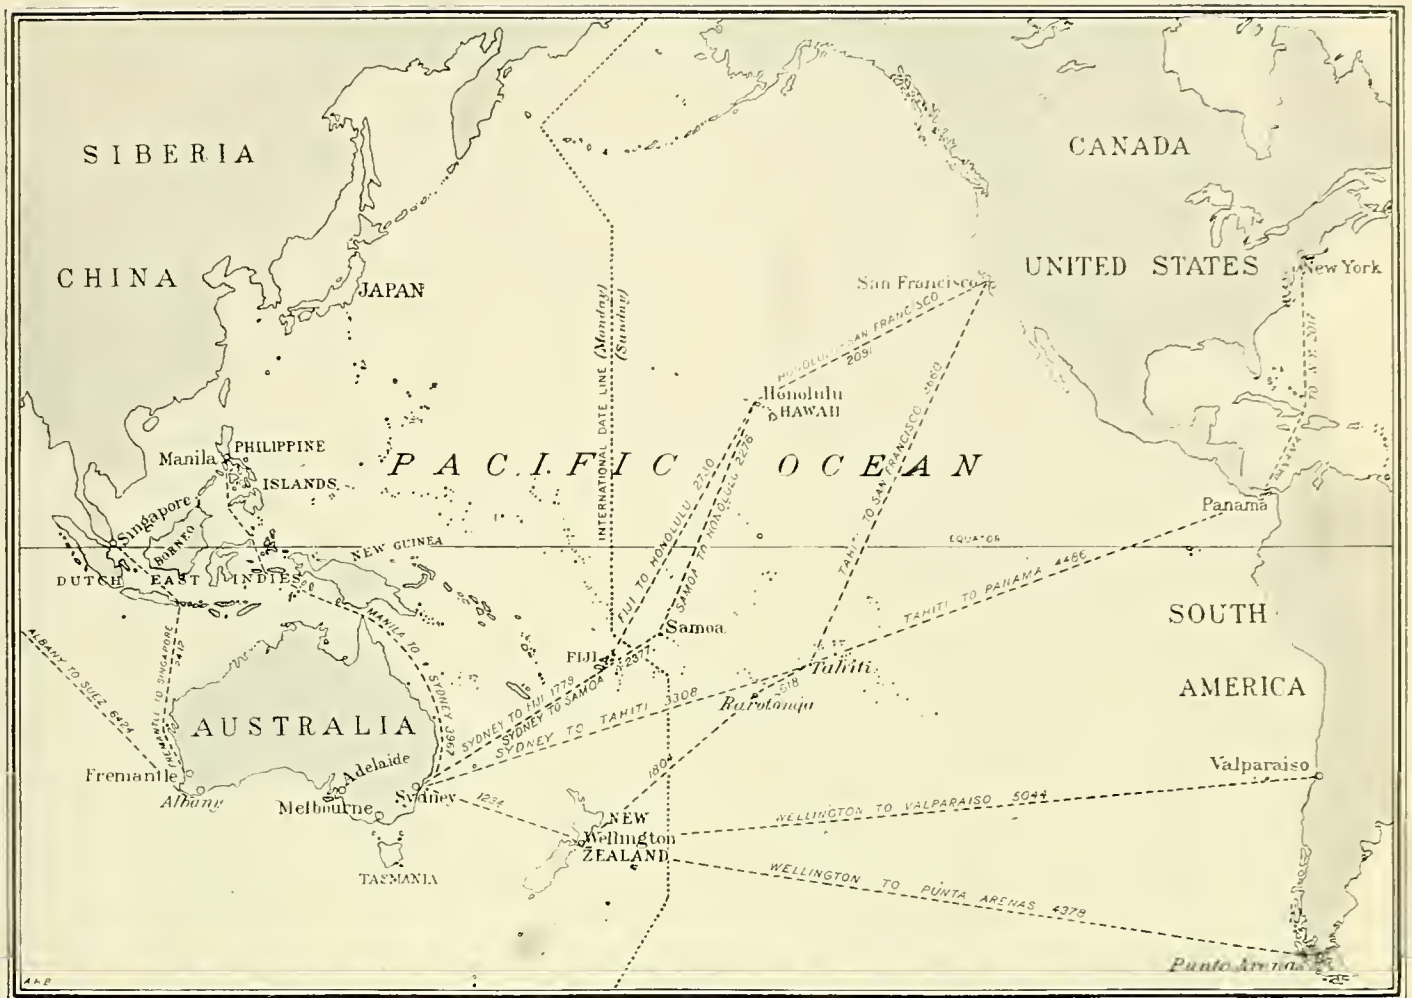 SIBERIA
CANADA
CHINA
JAPAN
San Francisco
UNITED STATES
New York
INTERNATIONAL DATE LINE (Monday)
(Sunday)
HONOLULU SAN FRANCISCO
2091
Honolulu
HAWAII
PHILIPPINE
Manila
ISLANDS
PACIFIC OCEAN
Singapore
BORNEO
Panama
NEW GUINEA
EQUATOR
DUTCH EAST INDIES
FIJI TO HONOLULU
SAMOA TO HONOLULU 2276
TAHITI TO SAN FRANCISCO 3660
TAHITI TO PANAMA 4486
SOUTH
AMERICA
ALBANY TO SUEZ 6424
FREMANTLE TO SINGAPORE
MANILA TO SYDNEY 3967
Samoa
FIJI
2377
Tahiti
Rarotonga
SYDNEY TO FIJI 1779
SYDNEY TO SAMOA
SYDNEY TO TAHITI 3308
AUSTRALIA
1804
Fremantle
Albany
Adelaide
Melbourne
Sydney
1234
Valparaiso
NEW
Wellington
ZEALAND
WELLINGTON TO VALPARAISO 5044
WELLINGTON TO PUNTA ARENAS 4378
TASMANIA
Punto Arenas